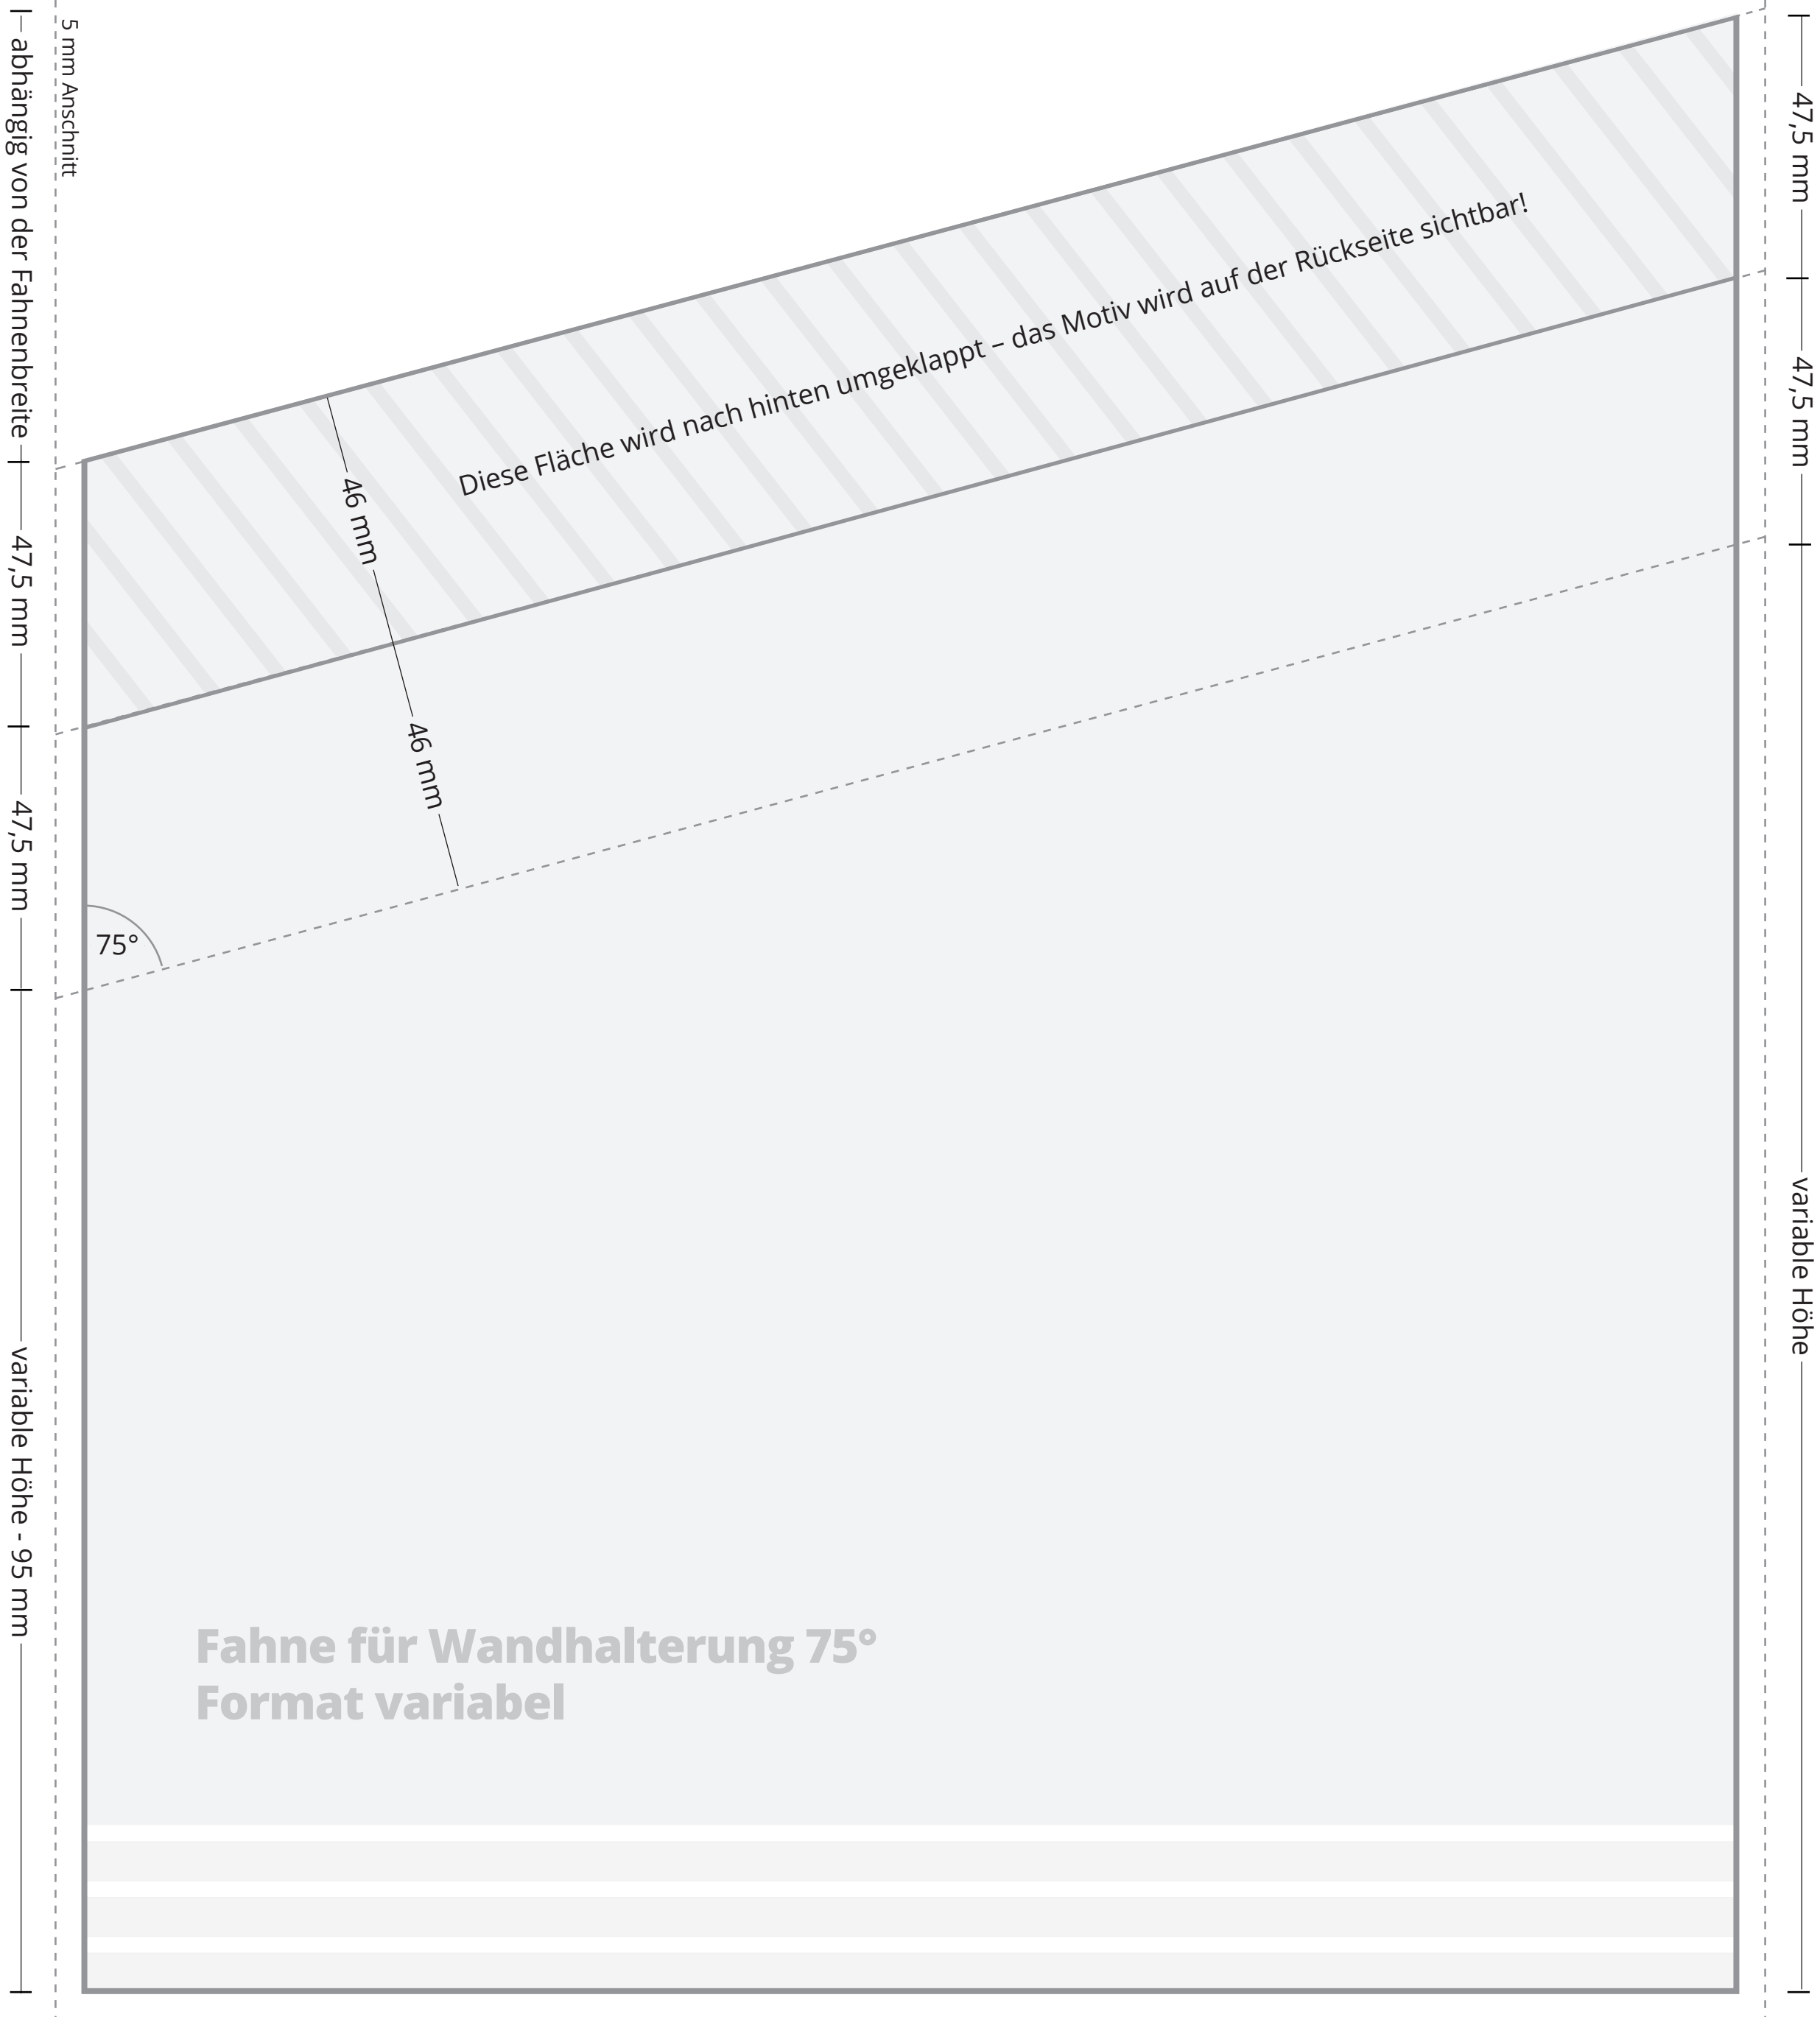 abhängig von der Fahnenbreite
5 mm Anschnitt
47,5 mm
47,5 mm
Diese Fläche wird nach hinten umgeklappt – das Motiv wird auf der Rückseite sichtbar!
46 mm
46 mm
47,5 mm
47,5 mm
75°
variable Höhe
variable Höhe - 95 mm
Fahne für Wandhalterung 75°
Format variabel